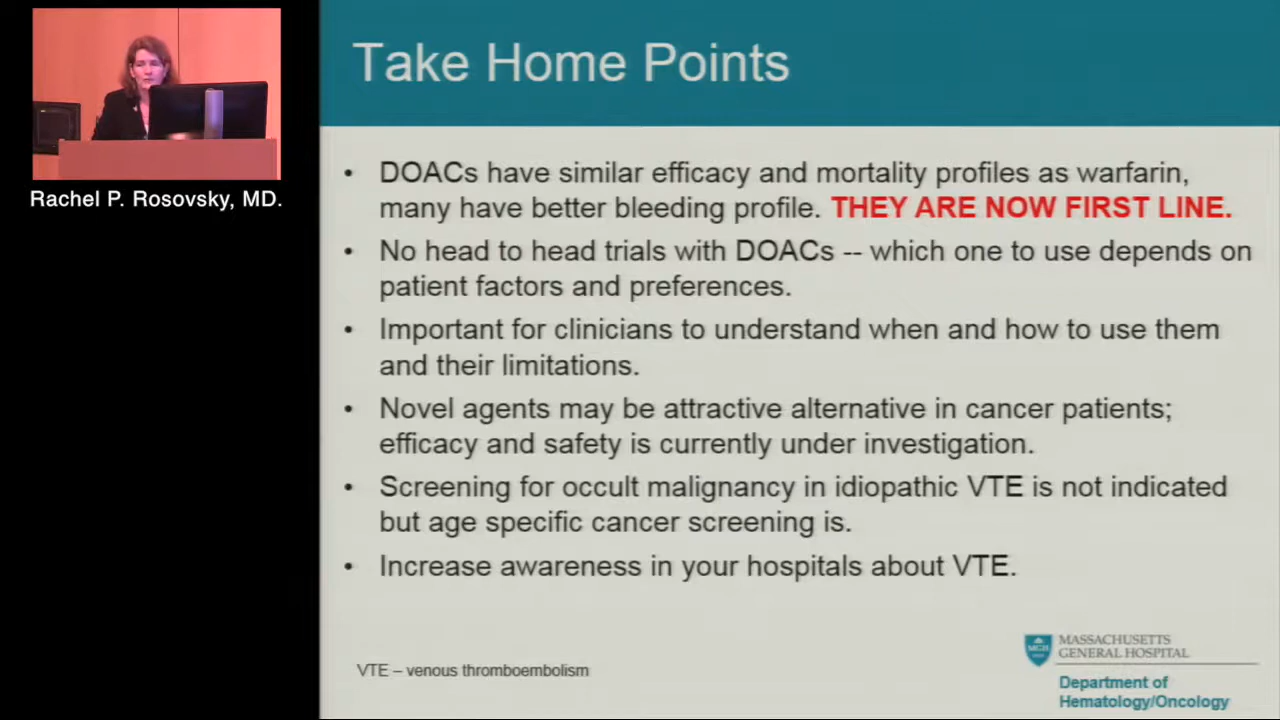 Take Home Points
Rachel P. Rosovsky, MD.
• DOACs have similar efficacy and mortality profiles as warfarin,
many have better bleeding profile. THEY ARE NOW FIRST LINE.
• No head to head trials with DOACs -- which one to use depends on
patient factors and preferences.
• Important for clinicians to understand when and how to use them
and their limitations.
• Novel agents may be attractive alternative in cancer patients;
efficacy and safety is currently under investigation.
• Screening for occult malignancy in idiopathic VTE is not indicated
but age specific cancer screening is.
• Increase awareness in your hospitals about VTE.
VTE – venous thromboembolism
MGH
MASSACHUSETTS
GENERAL HOSPITAL
Department of
Hematology/Oncology